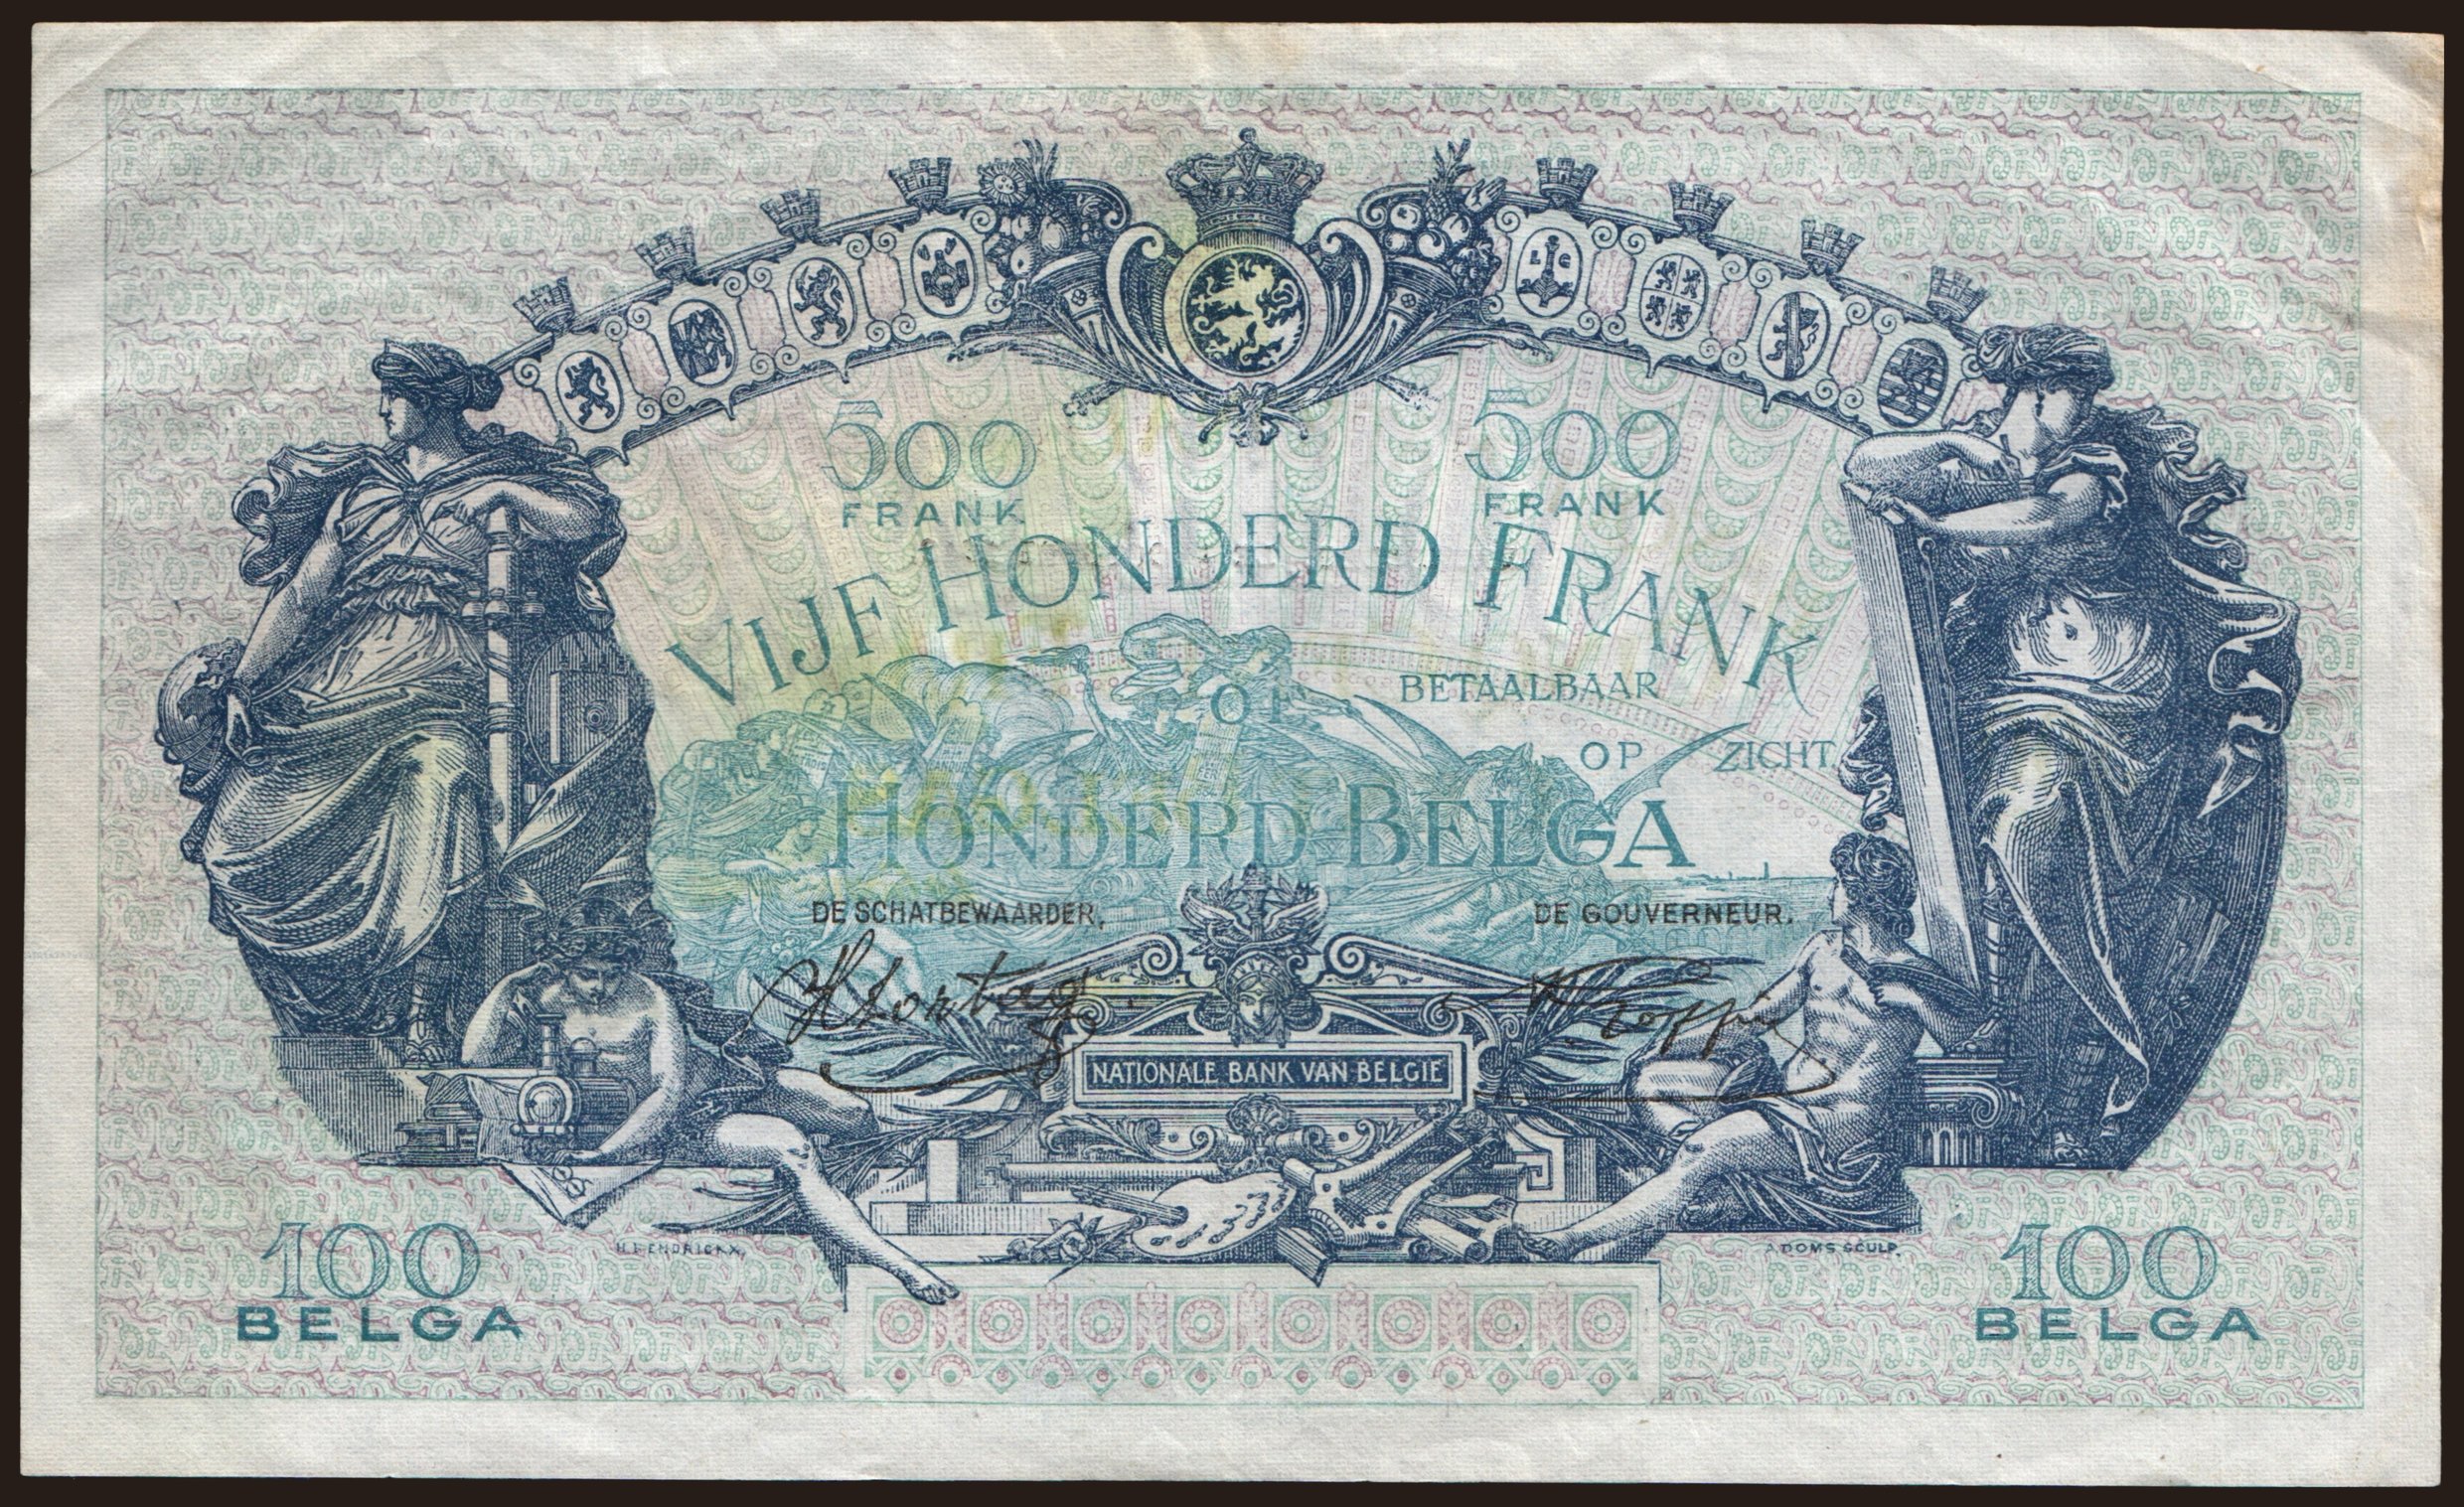 L G
500 500
FRANK FRANK
VIJF HONDERD FRANK
OF BETAALBAAR
OP ZICHT.
HONDERD BELGA
DE SCHATBEWAARDER, DE GOUVERNEUR.
NATIONALE BANK VAN BELGIE
H. HENDRICKX, A DOMS SCULP.
100 100
BELGA BELGA